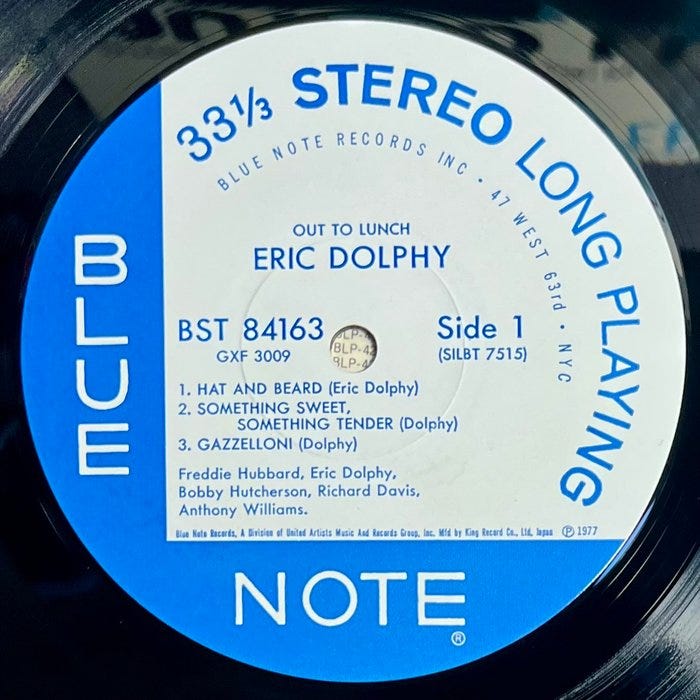 33⅓ STEREO LONG PLAYING
BLUE NOTE RECORDS INC • 47 WEST 63rd • NYC
OUT TO LUNCH
ERIC DOLPHY
BST 84163
GXF 3009
Side 1
(SILBT 7515)
BLP-42
1. HAT AND BEARD (Eric Dolphy)
2. SOMETHING SWEET,
SOMETHING TENDER (Dolphy)
3. GAZZELLONI (Dolphy)
Freddie Hubbard, Eric Dolphy,
Bobby Hutcherson, Richard Davis,
Anthony Williams.
Blue Note Records, A Division of United Artists Music And Records Group, Inc. Mfd by King Record Co., Ltd, Japan ℗ 1977
BLUE
NOTE ®